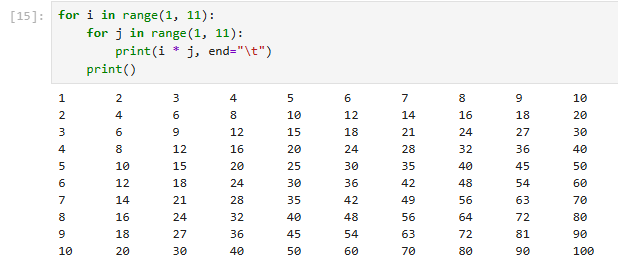 [15]: for i in range(1, 11):
    for j in range(1, 11):
        print(i * j, end="\t")
    print()
1	2	3	4	5	6	7	8	9	10
2	4	6	8	10	12	14	16	18	20
3	6	9	12	15	18	21	24	27	30
4	8	12	16	20	24	28	32	36	40
5	10	15	20	25	30	35	40	45	50
6	12	18	24	30	36	42	48	54	60
7	14	21	28	35	42	49	56	63	70
8	16	24	32	40	48	56	64	72	80
9	18	27	36	45	54	63	72	81	90
10	20	30	40	50	60	70	80	90	100